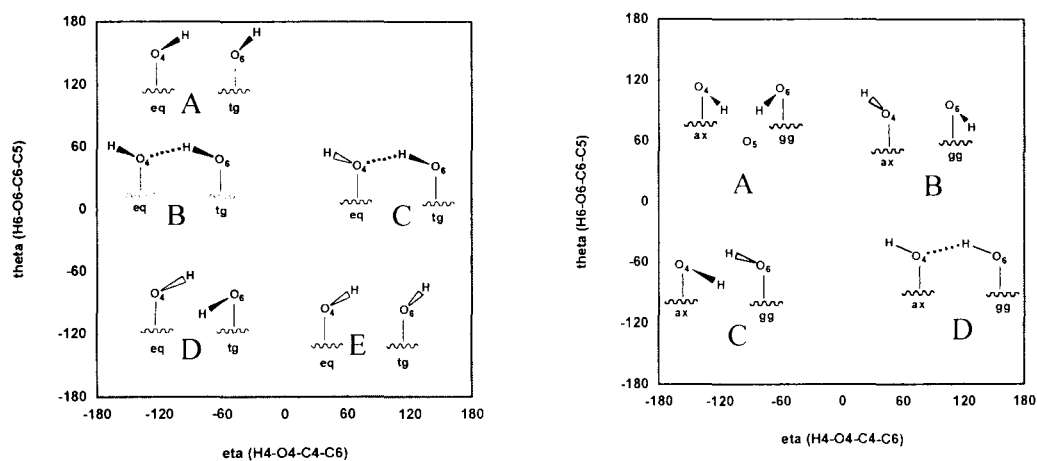 180
120
60
0
-60
-120
-180
theta (H6-O6-C6-C5)
O4 H
eq
A
O6 H
tg
H O4
eq
B
H O6
tg
H O4
eq
C
H O6
tg
O4 H
eq
D
H O6
tg
O4 H
eq
E
O6 H
tg
-180 -120 -60 0 60 120 180
eta (H4-O4-C4-C6)
180
120
60
0
-60
-120
-180
theta (H6-O6-C6-C5)
O4 H
ax
A
O5
H O6
gg
H O4
ax
B
O6 H
gg
O4 H
ax
C
H O6
gg
H O4
ax
D
H O6
gg
-180 -120 -60 0 60 120 180
eta (H4-O4-C4-C6)